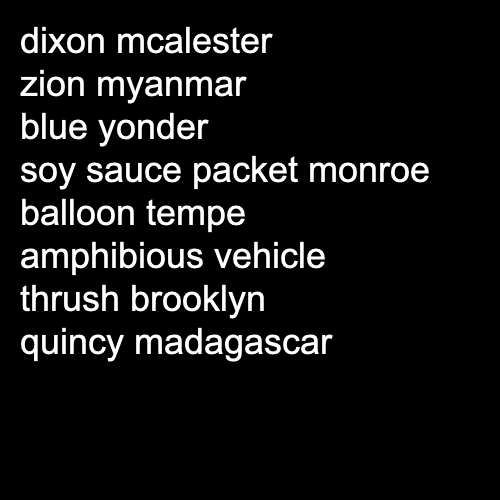 dixon mcalester
zion myanmar
blue yonder
soy sauce packet monroe
balloon tempe
amphibious vehicle
thrush brooklyn
quincy madagascar